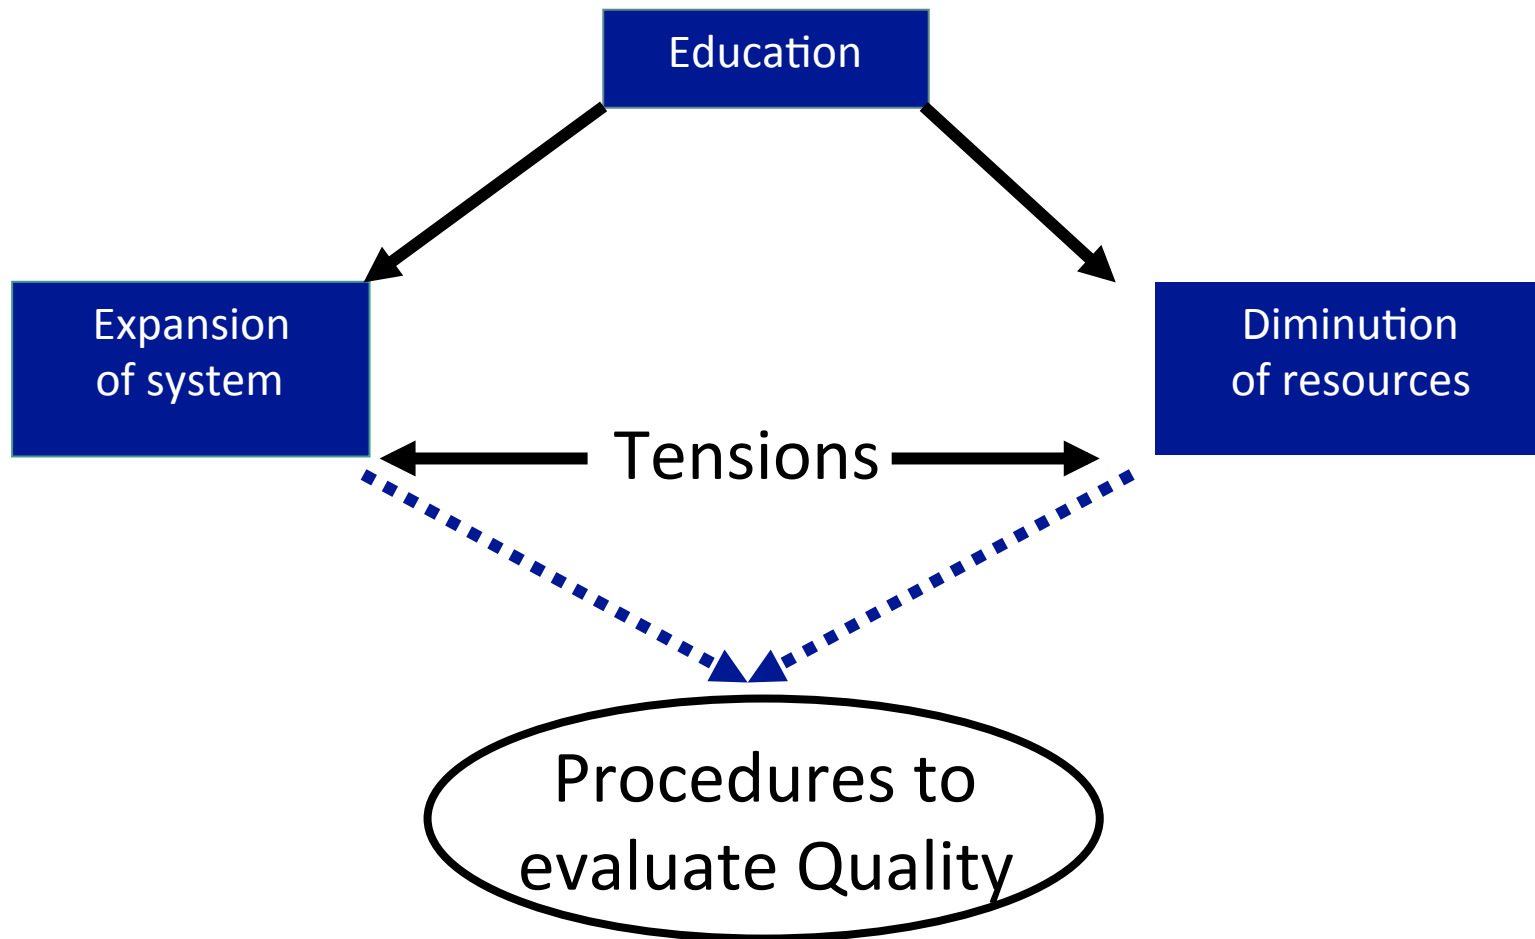 Education
Expansion
of system
Diminution
of resources
Tensions
Procedures to
evaluate Quality